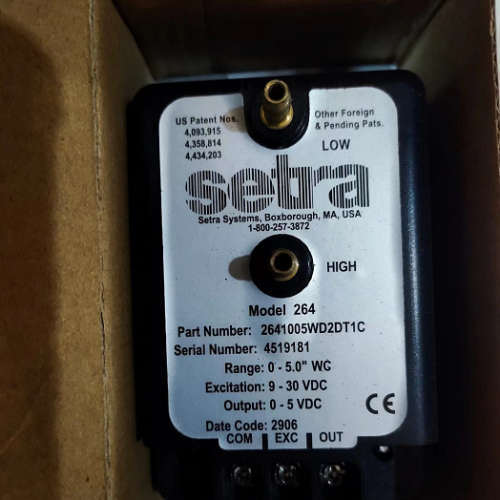 US Patent Nos.
4,093,915
4,358,814
4,434,203
Other Foreign
& Pending Pats.
LOW
setra
Setra Systems, Boxborough, MA, USA
1-800-257-3872
HIGH
Model 264
Part Number: 2641005WD2DT1C
Serial Number: 4519181
Range: 0 - 5.0" WC
Excitation: 9 - 30 VDC
Output: 0 - 5 VDC
CE
Date Code: 2906
COM EXC OUT